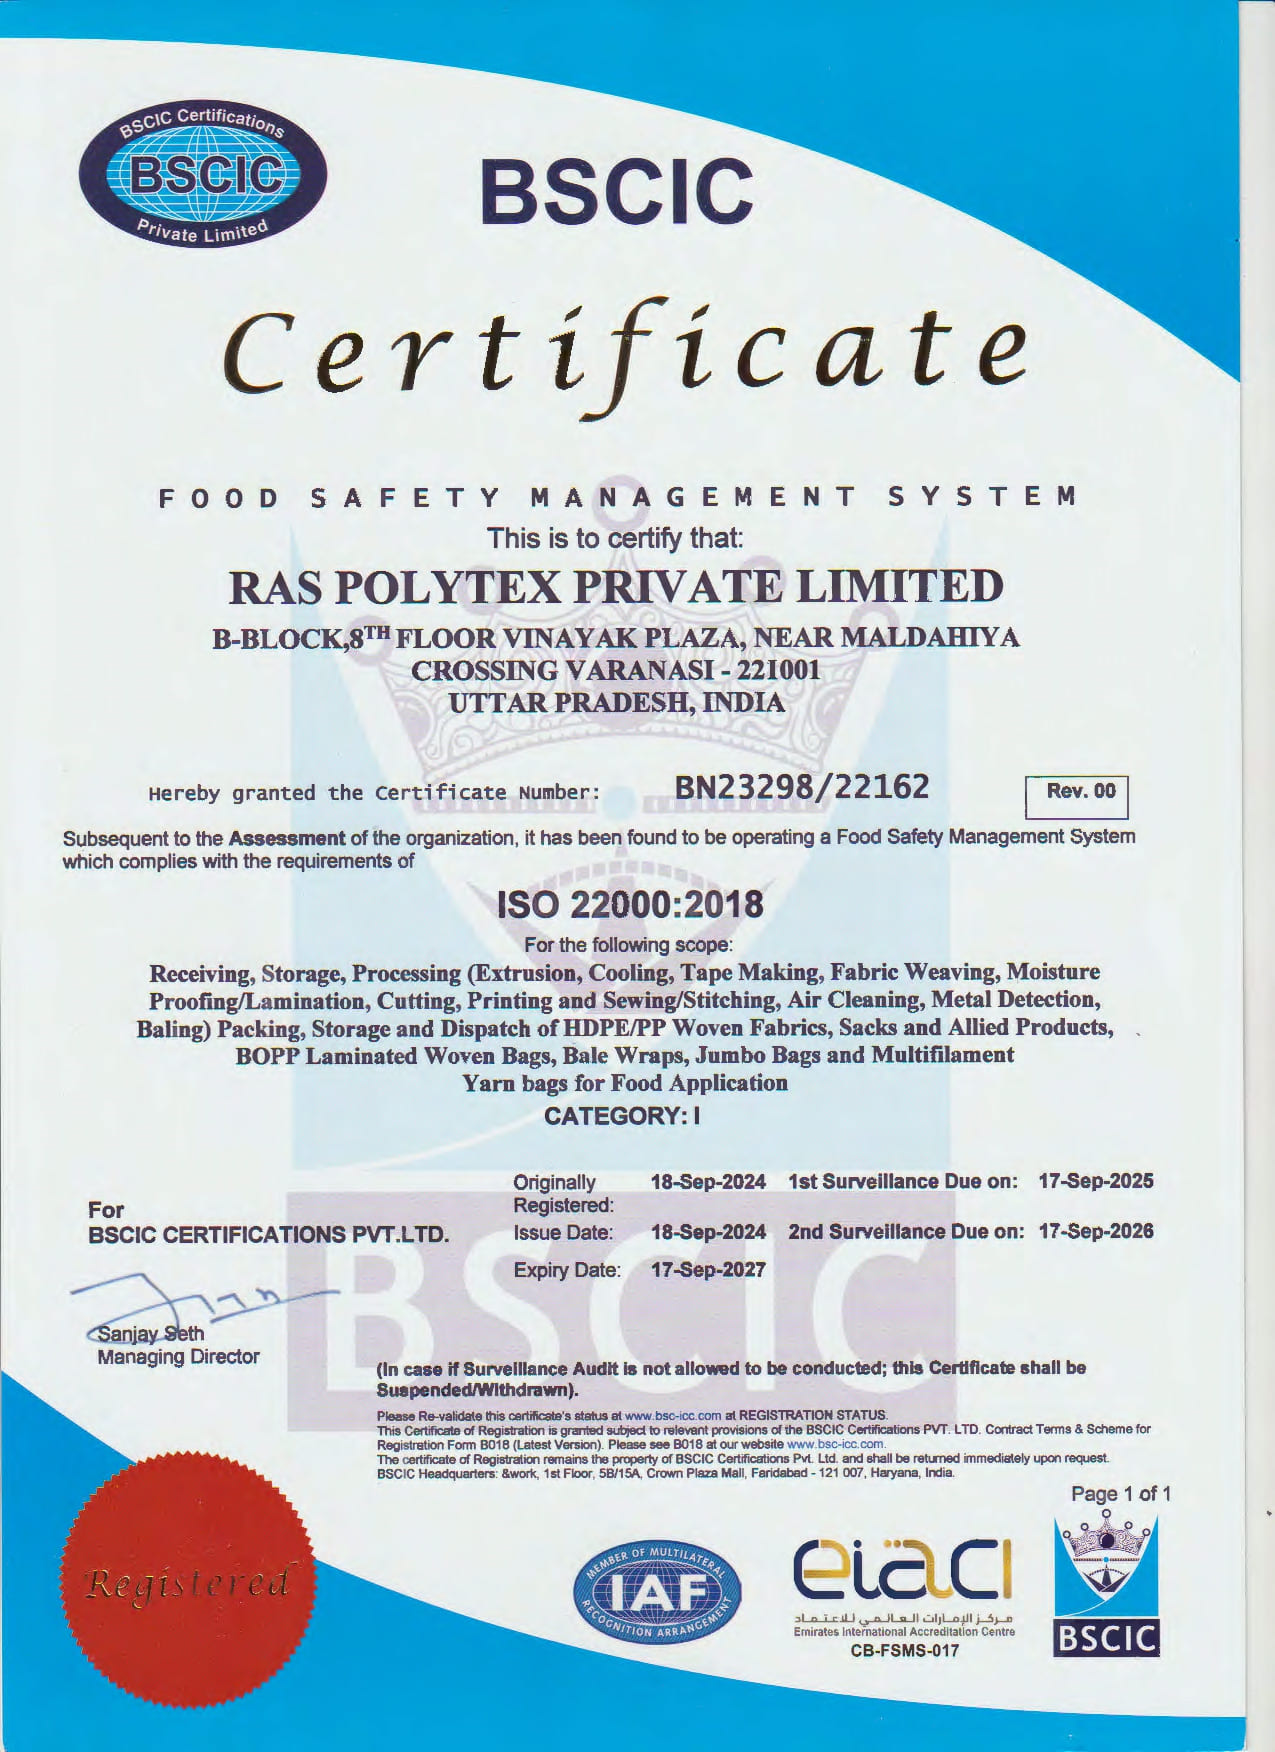 BSCIC Certifications
BSCIC
Private Limited
BSCIC
Certificate
FOOD SAFETY MANAGEMENT SYSTEM
This is to certify that:
RAS POLYTEX PRIVATE LIMITED
B-BLOCK,8TH FLOOR VINAYAK PLAZA, NEAR MALDAHIYA
CROSSING VARANASI - 221001
UTTAR PRADESH, INDIA
Hereby granted the Certificate Number: BN23298/22162 Rev. 00
Subsequent to the Assessment of the organization, it has been found to be operating a Food Safety Management System
which complies with the requirements of
ISO 22000:2018
For the following scope:
Receiving, Storage, Processing (Extrusion, Cooling, Tape Making, Fabric Weaving, Moisture
Proofing/Lamination, Cutting, Printing and Sewing/Stitching, Air Cleaning, Metal Detection,
Baling) Packing, Storage and Dispatch of HDPE/PP Woven Fabrics, Sacks and Allied Products,
BOPP Laminated Woven Bags, Bale Wraps, Jumbo Bags and Multifilament
Yarn bags for Food Application
CATEGORY: I
Originally Registered: 18-Sep-2024 1st Surveillance Due on: 17-Sep-2025
Issue Date: 18-Sep-2024 2nd Surveillance Due on: 17-Sep-2026
Expiry Date: 17-Sep-2027
For
BSCIC CERTIFICATIONS PVT.LTD.
Sanjay Seth
Managing Director
BSCIC
(In case if Surveillance Audit is not allowed to be conducted; this Certificate shall be
Suspended/Withdrawn).
Please Re-validate this certificate's status at www.bsc-icc.com at REGISTRATION STATUS.
This Certificate of Registration is granted subject to relevant provisions of the BSCIC Certifications PVT. LTD. Contract Terms & Scheme for
Registration Form B018 (Latest Version). Please see B018 at our website www.bsc-icc.com.
The certificate of Registration remains the property of BSCIC Certifications Pvt. Ltd. and shall be returned immediately upon request.
BSCIC Headquarters: &work, 1st Floor, 5B/15A, Crown Plaza Mall, Faridabad - 121 007, Haryana, India.
Page 1 of 1
Registered
MEMBER OF MULTILATERAL
IAF
RECOGNITION ARRANGEMENT
eiac
مركز الإمارات العالمي للاعتماد
Emirates International Accreditation Centre
CB-FSMS-017
BSCIC